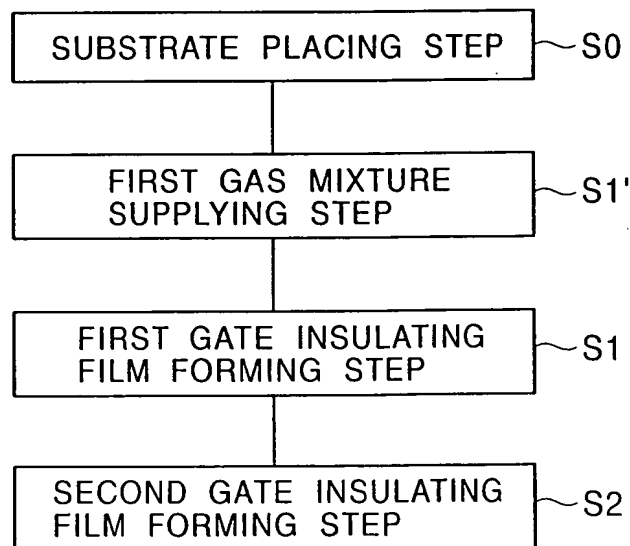 SUBSTRATE PLACING STEP S0
FIRST GAS MIXTURE
SUPPLYING STEP S1'
FIRST GATE INSULATING
FILM FORMING STEP S1
SECOND GATE INSULATING
FILM FORMING STEP S2